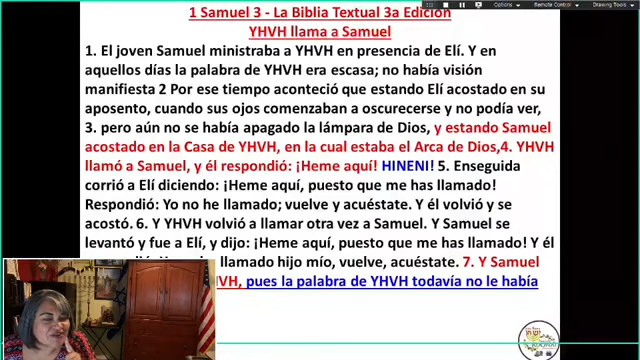 Options
Remote Control
Drawing Tools
1 Samuel 3 - La Biblia Textual 3a Edición
YHVH llama a Samuel
1. El joven Samuel ministraba a YHVH en presencia de Elí. Y en
aquellos días la palabra de YHVH era escasa; no había visión
manifiesta 2 Por ese tiempo aconteció que estando Elí acostado en su
aposento, cuando sus ojos comenzaban a oscurecerse y no podía ver,
3. pero aún no se había apagado la lámpara de Dios, y estando Samuel
acostado en la Casa de YHVH, en la cual estaba el Arca de Dios,4. YHVH
llamó a Samuel, y él respondió: ¡Heme aquí! HINENI! 5. Enseguida
corrió a Elí diciendo: ¡Heme aquí, puesto que me has llamado!
Respondió: Yo no he llamado; vuelve y acuéstate. Y él volvió y se
acostó. 6. Y YHVH volvió a llamar otra vez a Samuel. Y Samuel se
levantó y fue a Elí, y dijo: ¡Heme aquí, puesto que me has llamado! Y él
llamado hijo mío, vuelve, acuéstate. 7. Y Samuel
pues la palabra de YHVH todavía no le había